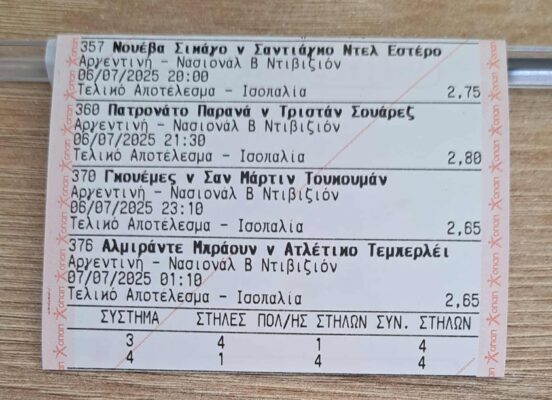 357 Νουέβα Σικάγο v Σαντιάγκο Ντελ Εστέρο
Αργεντινή - Νασιονάλ Β Ντιβιζιόν
06/07/2025 20:00
Τελικό Αποτέλεσμα - Ισοπαλία 2,75
360 Πατρονάτο Παρανά v Τριστάν Σουάρεζ
Αργεντινή - Νασιονάλ Β Ντιβιζιόν
06/07/2025 21:30
Τελικό Αποτέλεσμα - Ισοπαλία 2,80
370 Γκουέμες v Σαν Μάρτιν Τουκουμάν
Αργεντινή - Νασιονάλ Β Ντιβιζιόν
06/07/2025 23:10
Τελικό Αποτέλεσμα - Ισοπαλία 2,65
376 Αλμιράντε Μπράουν v Ατλέτικο Τεμπερλέι
Αργεντινή - Νασιονάλ Β Ντιβιζιόν
07/07/2025 01:10
Τελικό Αποτέλεσμα - Ισοπαλία 2,65
ΣΥΣΤΗΜΑ ΣΤΗΛΕΣ ΠΟΛ/ΗΣ ΣΤΗΛΩΝ ΣΥΝ. ΣΤΗΛΩΝ
3 4 1 4
4 1 4 4